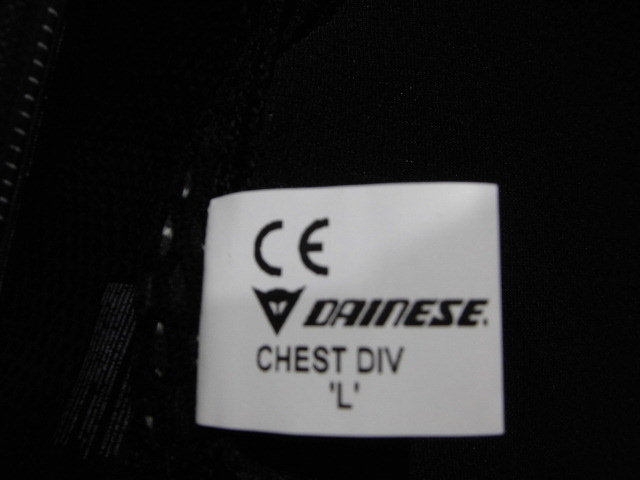 CE
DAINESE
CHEST DIV
'L'